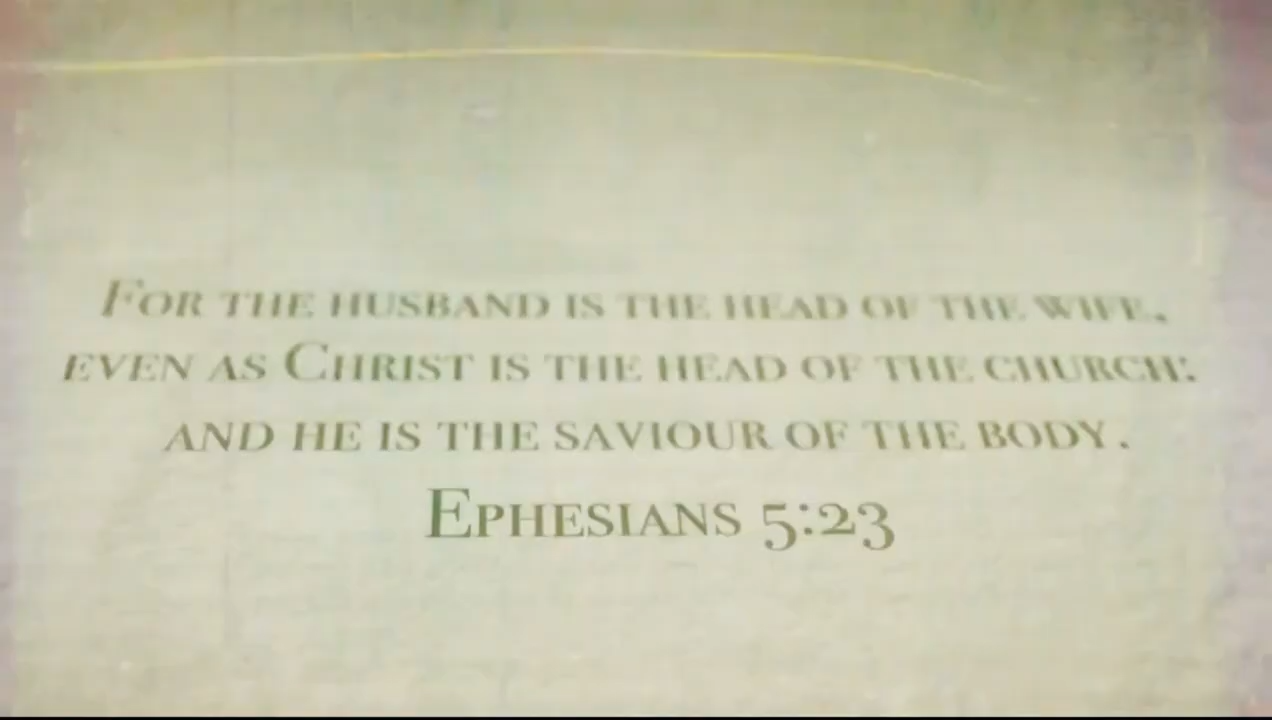 For the husband is the head of the wife,
even as Christ is the head of the church:
and he is the saviour of the body.
Ephesians 5:23